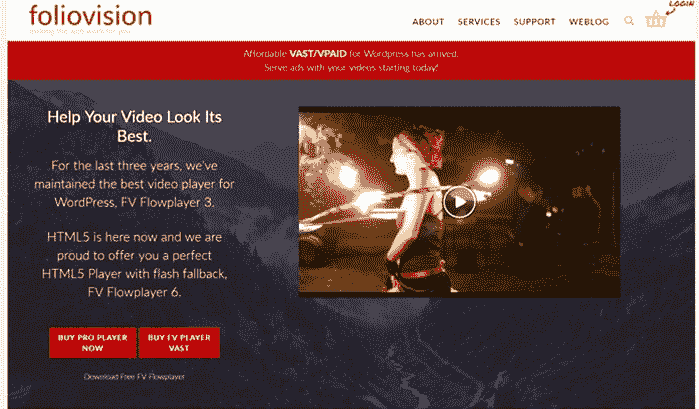 foliovision
making the web work for you
ABOUT SERVICES SUPPORT WEBLOG
LOGIN
Affordable VAST/VPAID for Wordpress has arrived.
Serve ads with your videos starting today!
Help Your Video Look Its
Best.
For the last three years, we've
maintained the best video player for
WordPress, FV Flowplayer 3.
HTML5 is here now and we are
proud to offer you a perfect
HTML5 Player with flash fallback,
FV Flowplayer 6.
BUY PRO PLAYER
NOW
BUY FV PLAYER
VAST
Download Free FV Flowplayer